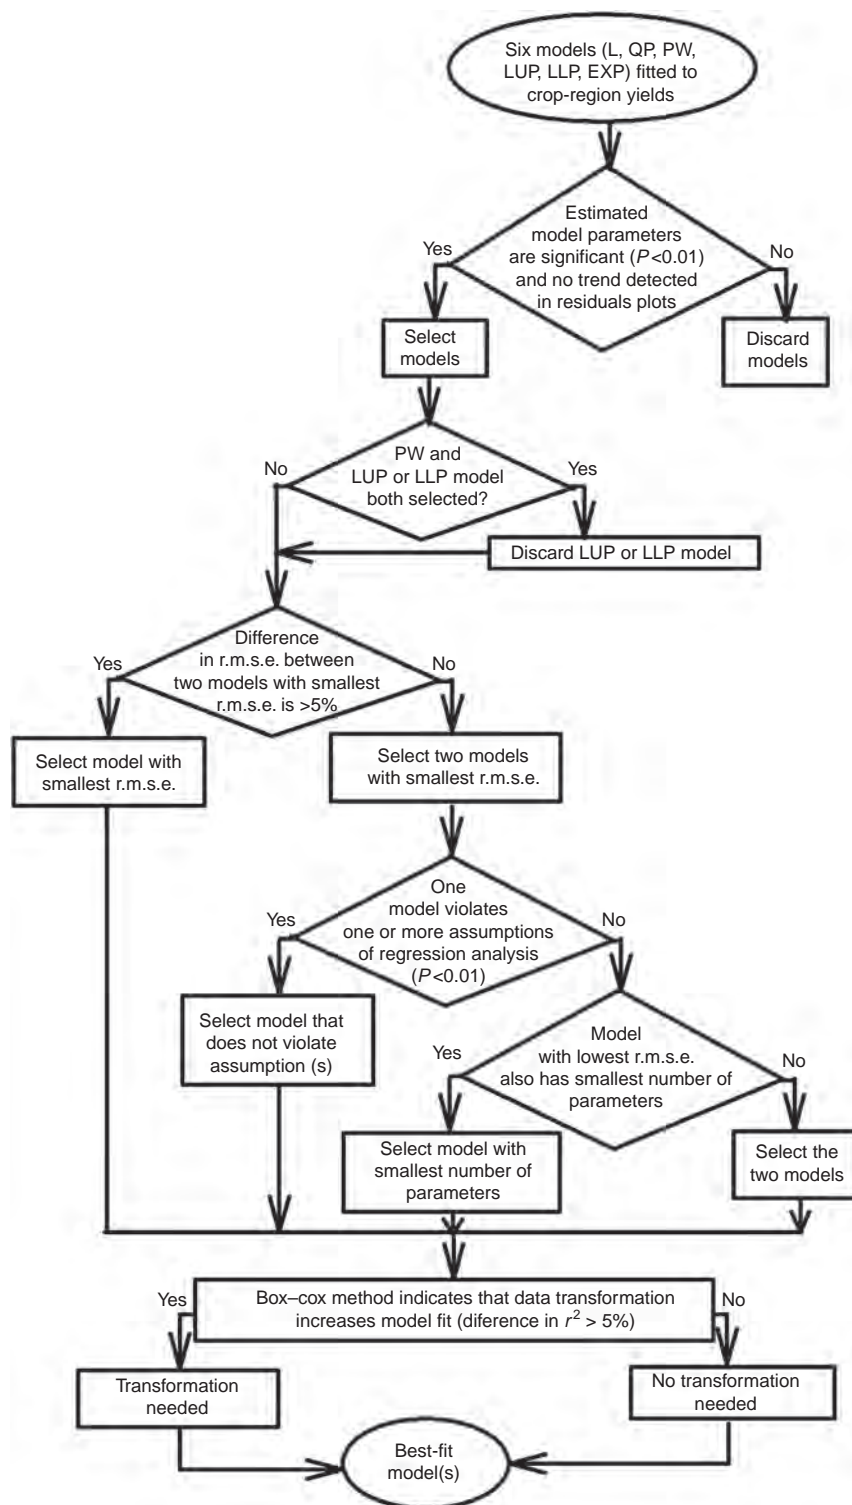 Six models (L, QP, PW,
LUP, LLP, EXP) fitted to
crop-region yields
Estimated
model parameters
are significant (P<0.01)
and no trend detected
in residuals plots
Yes
No
Select
models
Discard
models
PW and
LUP or LLP model
both selected?
No
Yes
Discard LUP or LLP model
Difference
in r.m.s.e. between
two models with smallest
r.m.s.e. is >5%
Yes
No
Select model with
smallest r.m.s.e.
Select two models
with smallest r.m.s.e.
One
model violates
one or more assumptions
of regression analysis
(P<0.01)
Yes
No
Select model that
does not violate
assumption (s)
Model
with lowest r.m.s.e.
also has smallest number of
parameters
Yes
No
Select model with
smallest number of
parameters
Select the
two models
Box–cox method indicates that data transformation
increases model fit (diference in r² > 5%)
Yes
No
Transformation
needed
No transformation
needed
Best-fit
model(s)